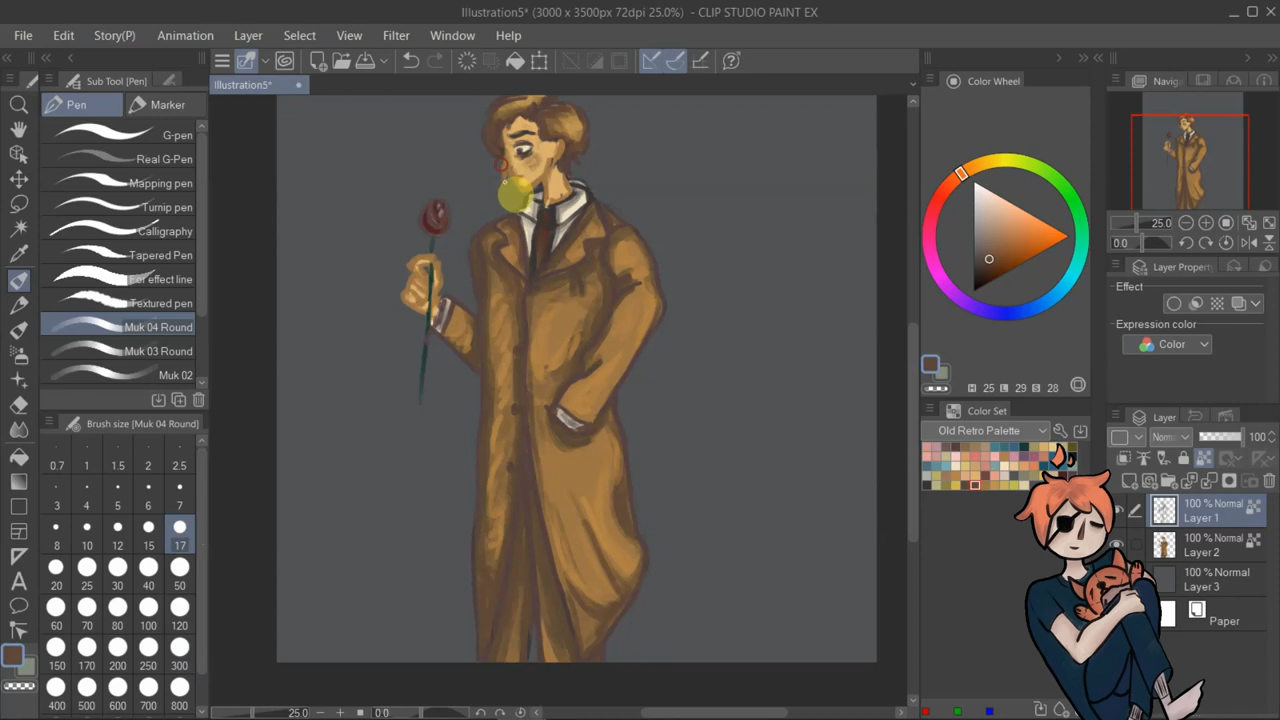 Illustration5* (3000 x 3500px 72dpi 25.0%)  - CLIP STUDIO PAINT EX
File Edit Story(P) Animation Layer Select View Filter Window Help
Sub Tool [Pen]
Illustration5*
Color Wheel
Pen Marker
G-pen
Real G-Pen
Mapping pen
Turnip pen
Calligraphy
Tapered Pen
For effect line
Textured pen
Muk 04 Round
Muk 03 Round
Muk 02
Brush size [Muk 04 Round]
0.7 1 1.5 2 2.5
3 4 5 6 7
8 10 12 15 17
20 25 30 40 50
60 70 80 100 120
150 170 200 250 300
400 500 600 700 800
25.0 0.0
H 25 L 29 S 28
Color Set
Old Retro Palette
25.0
0.0
Layer Property
Effect
Expression color
Color
Layer
100
100 % Normal
Layer 1
100 % Normal
Layer 2
100 % Normal
Layer 3
Paper